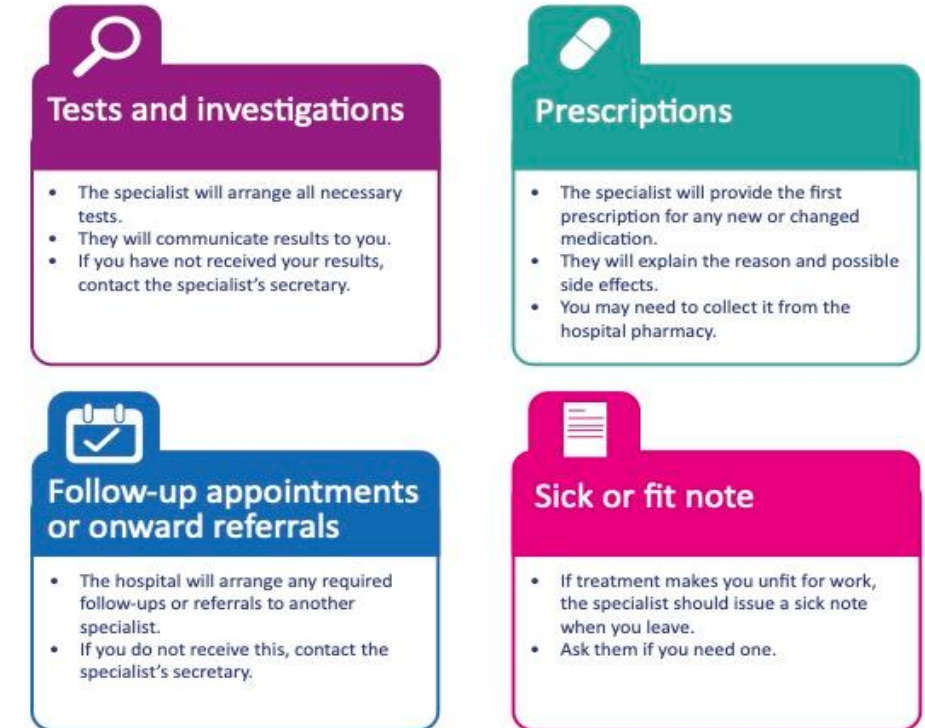 Tests and investigations
• The specialist will arrange all necessary
tests.
• They will communicate results to you.
• If you have not received your results,
contact the specialist's secretary.
Prescriptions
• The specialist will provide the first
prescription for any new or changed
medication.
• They will explain the reason and possible
side effects.
• You may need to collect it from the
hospital pharmacy.
Follow-up appointments
or onward referrals
• The hospital will arrange any required
follow-ups or referrals to another
specialist.
• If you do not receive this, contact the
specialist's secretary.
Sick or fit note
• If treatment makes you unfit for work,
the specialist should issue a sick note
when you leave.
• Ask them if you need one.